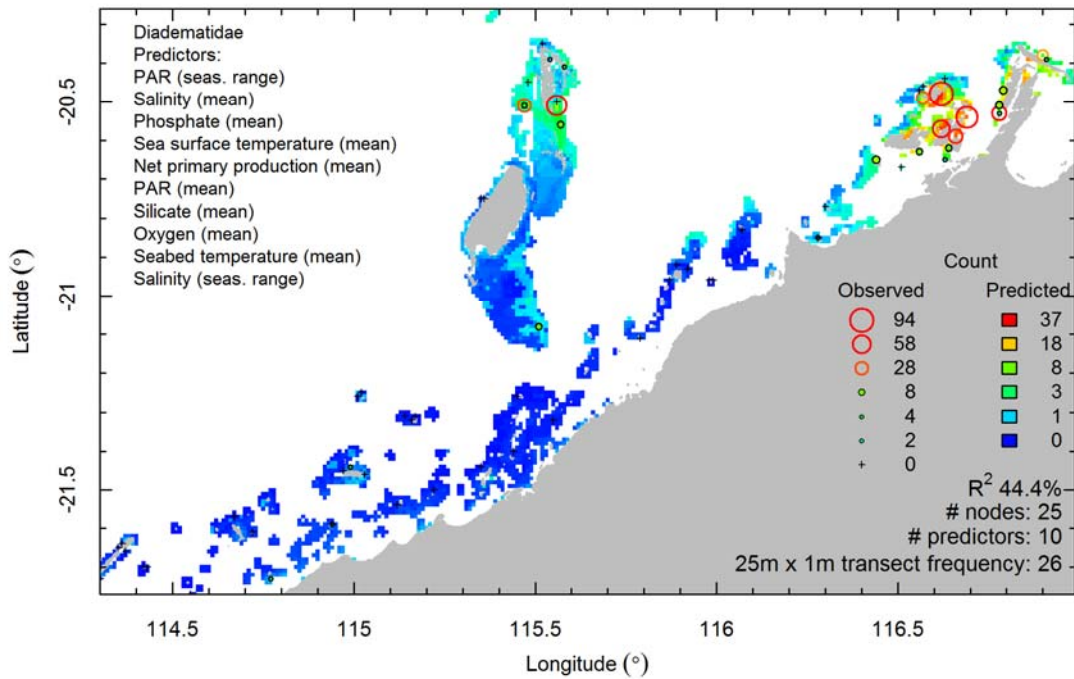 Diadematidae
Predictors:
PAR (seas. range)
Salinity (mean)
Phosphate (mean)
Sea surface temperature (mean)
Net primary production (mean)
PAR (mean)
Silicate (mean)
Oxygen (mean)
Seabed temperature (mean)
Salinity (seas. range)
-20.5
-21
-21.5
Latitude (°)
Count
Observed Predicted
94 37
58 18
28 8
8 3
4 1
2 0
0
R² 44.4%
# nodes: 25
# predictors: 10
25m x 1m transect frequency: 26
114.5 115 115.5 116 116.5
Longitude (°)